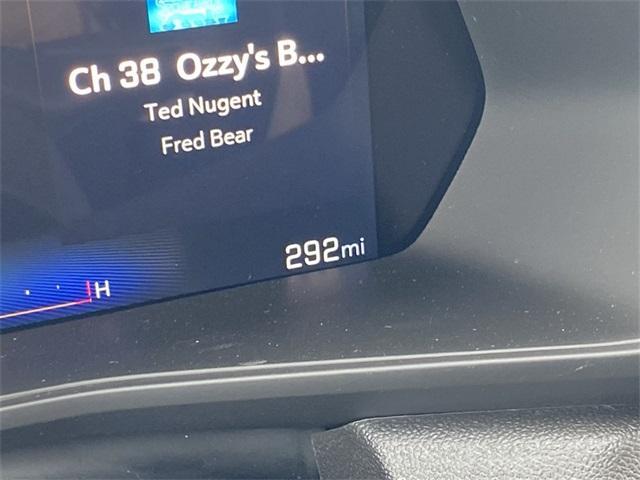 Ch 38 Ozzy's B...
Ted Nugent
Fred Bear
292mi
H